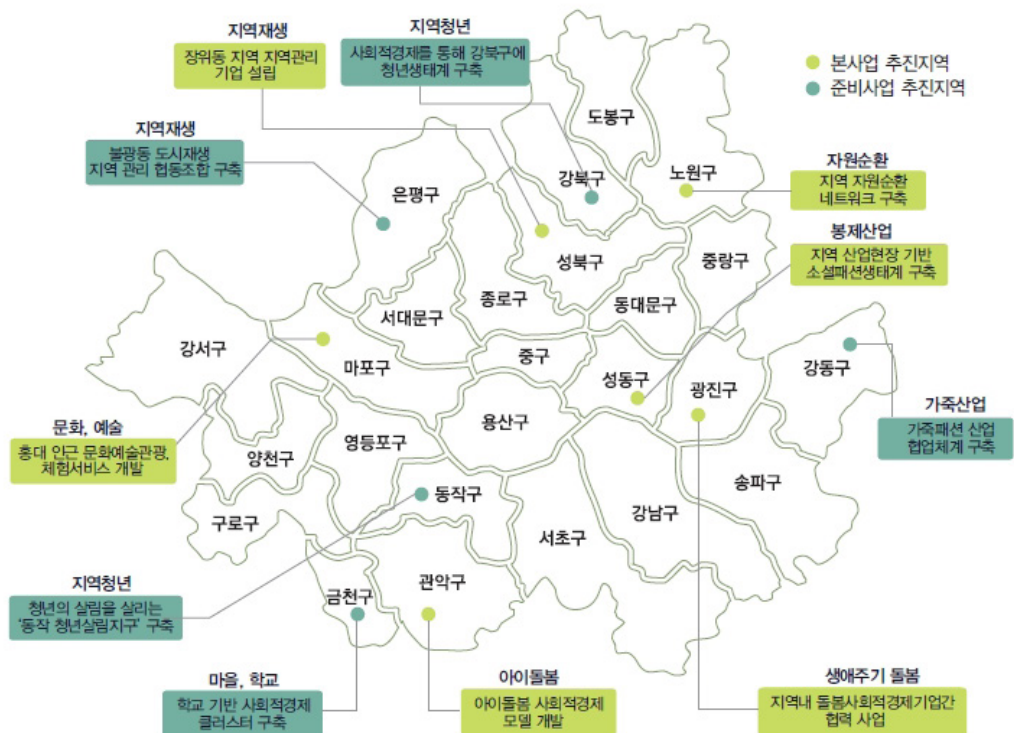 지역재생
장위동 지역 지역관리
기업 설립
지역청년
사회적경제를 통해 강북구에
청년생태계 구축
본사업 추진지역
준비사업 추진지역
지역재생
불광동 도시재생
지역 관리 협동조합 구축
자원순환
지역 자원순환
네트워크 구축
봉제산업
지역 산업현장 기반
소셜패션생태계 구축
도봉구
강북구
노원구
은평구
성북구
중랑구
종로구
동대문구
서대문구
강서구
마포구
중구
성동구
광진구
강동구
문화, 예술
홍대 인근 문화예술관광,
체험서비스 개발
가죽산업
가죽패션 산업
협업체계 구축
양천구
영등포구
용산구
송파구
구로구
동작구
서초구
강남구
지역청년
청년의 살림을 살리는
‘동작 청년살림지구’ 구축
금천구
관악구
마을, 학교
학교 기반 사회적경제
클러스터 구축
아이돌봄
아이돌봄 사회적경제
모델 개발
생애주기 돌봄
지역내 돌봄사회적경제기업간
협력 사업